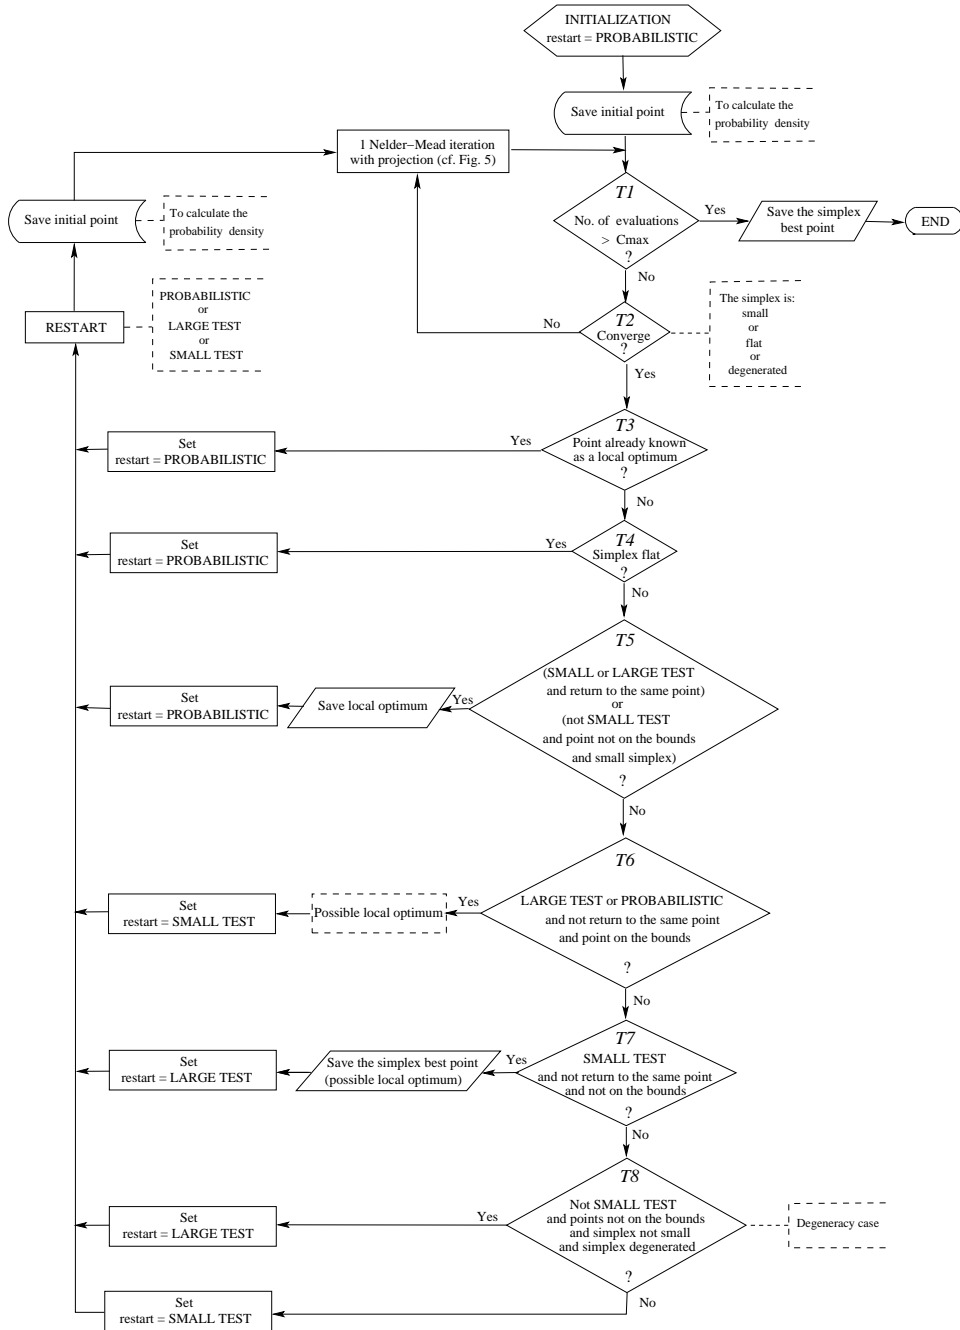 INITIALIZATION
restart = PROBABILISTIC
Save initial point
To calculate the
probability density
1 Nelder−Mead iteration
with projection (cf. Fig. 5)
T1
No. of evaluations
> Cmax
?
Yes
Save the simplex
best point
END
No
Save initial point
To calculate the
probability density
RESTART
PROBABILISTIC
or
LARGE TEST
or
SMALL TEST
T2
Converge
?
No
The simplex is:
small
or
flat
or
degenerated
Yes
T3
Point already known
as a local optimum
?
Yes
Set
restart = PROBABILISTIC
No
T4
Simplex flat
?
Yes
Set
restart = PROBABILISTIC
No
T5
(SMALL or LARGE TEST
and return to the same point)
or
(not SMALL TEST
and point not on the bounds
and small simplex)
?
Yes
Save local optimum
Set
restart = PROBABILISTIC
No
T6
LARGE TEST or PROBABILISTIC
and not return to the same point
and point on the bounds
?
Yes
Possible local optimum
Set
restart = SMALL TEST
No
T7
SMALL TEST
and not return to the same point
and not on the bounds
?
Yes
Save the simplex best point
(possible local optimum)
Set
restart = LARGE TEST
No
T8
Not SMALL TEST
and points not on the bounds
and simplex not small
and simplex degenerated
?
Yes
Degeneracy case
Set
restart = LARGE TEST
No
Set
restart = SMALL TEST